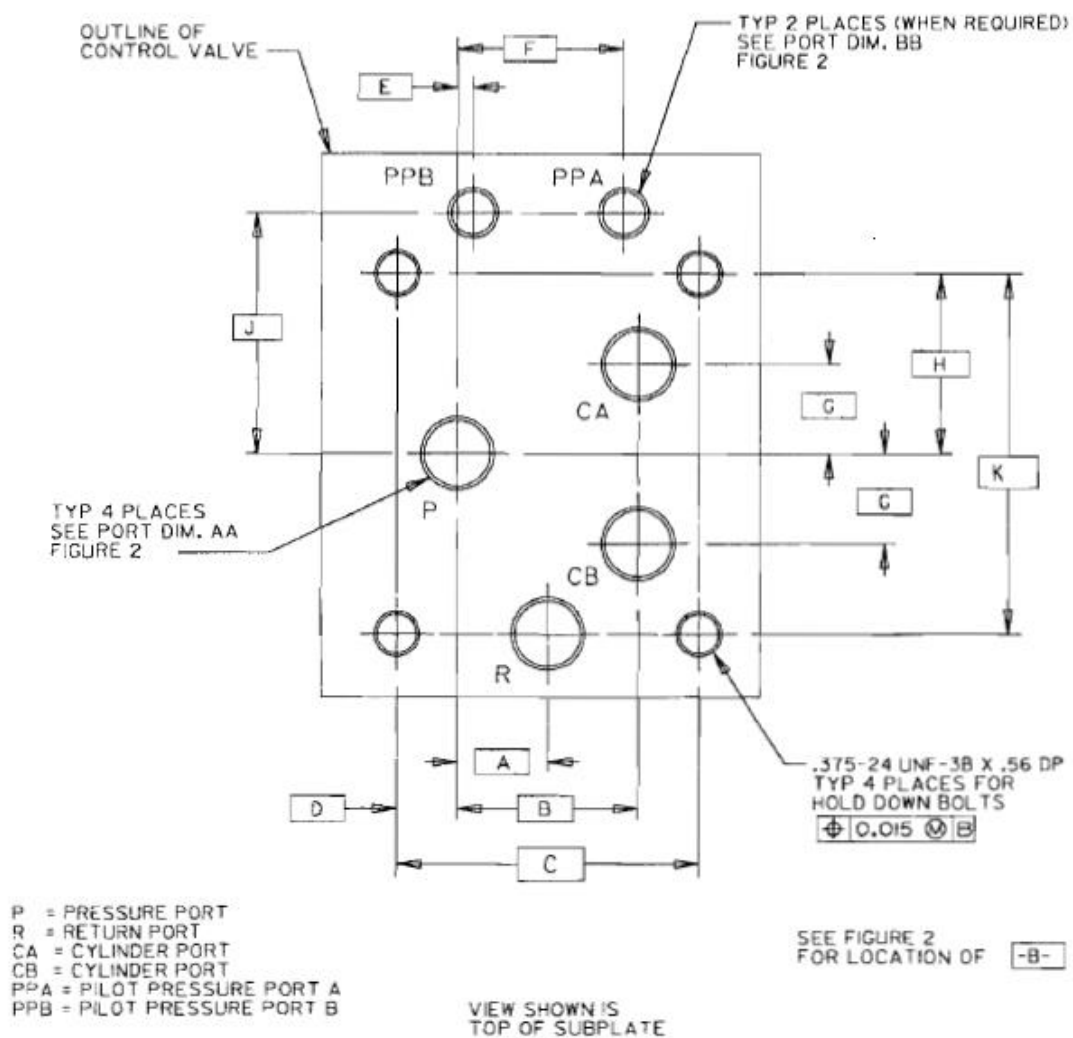 OUTLINE OF
CONTROL VALVE
F
E
TYP 2 PLACES (WHEN REQUIRED)
SEE PORT DIM. BB
FIGURE 2
PPB
PPA
J
H
G
CA
K
P
G
TYP 4 PLACES
SEE PORT DIM. AA
FIGURE 2
CB
R
A
D
B
C
.375-24 UNF-3B X .56 DP
TYP 4 PLACES FOR
HOLD DOWN BOLTS
⌖ 0.015 Ⓜ B
P = PRESSURE PORT
R = RETURN PORT
CA = CYLINDER PORT
CB = CYLINDER PORT
PPA = PILOT PRESSURE PORT A
PPB = PILOT PRESSURE PORT B
SEE FIGURE 2
FOR LOCATION OF -B-
VIEW SHOWN IS
TOP OF SUBPLATE